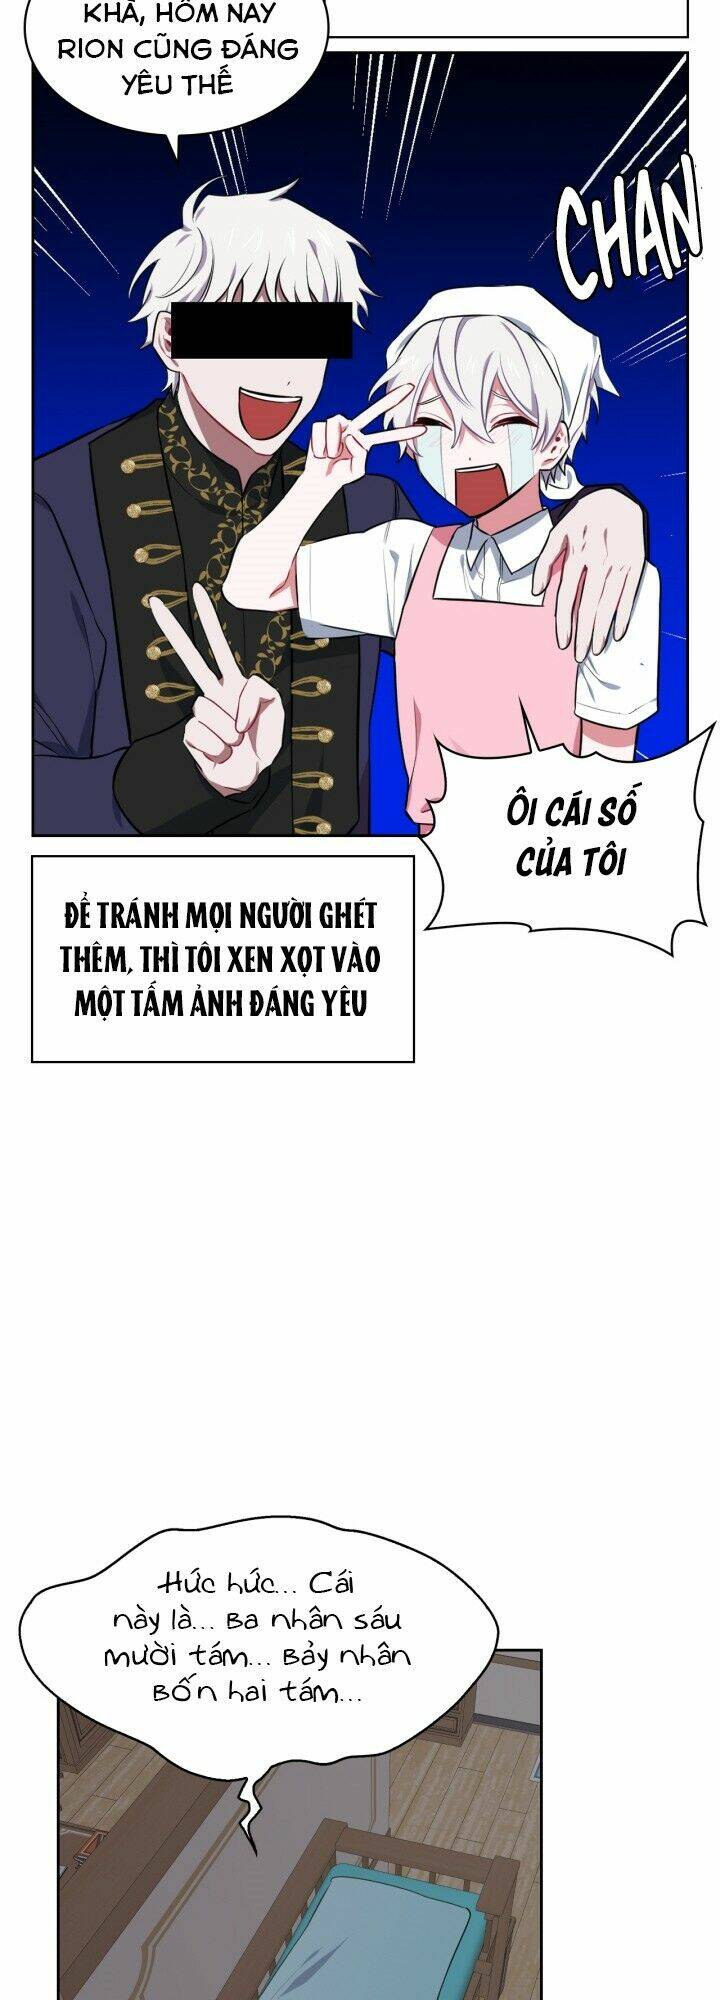 KHÀ, HÔM NAY
RION CŨNG ĐÁNG
YÊU THẾ
CHAN
ÔI CÁI SỐ
CỦA TÔI
ĐỂ TRÁNH MỌI NGƯỜI GHÉT
THÊM, THÌ TÔI XEN XỌT VÀO
MỘT TẤM ẢNH ĐÁNG YÊU
Hức hức... Cái
này là... Ba nhân sáu
mười tám... Bảy nhân
Bốn hai tám...